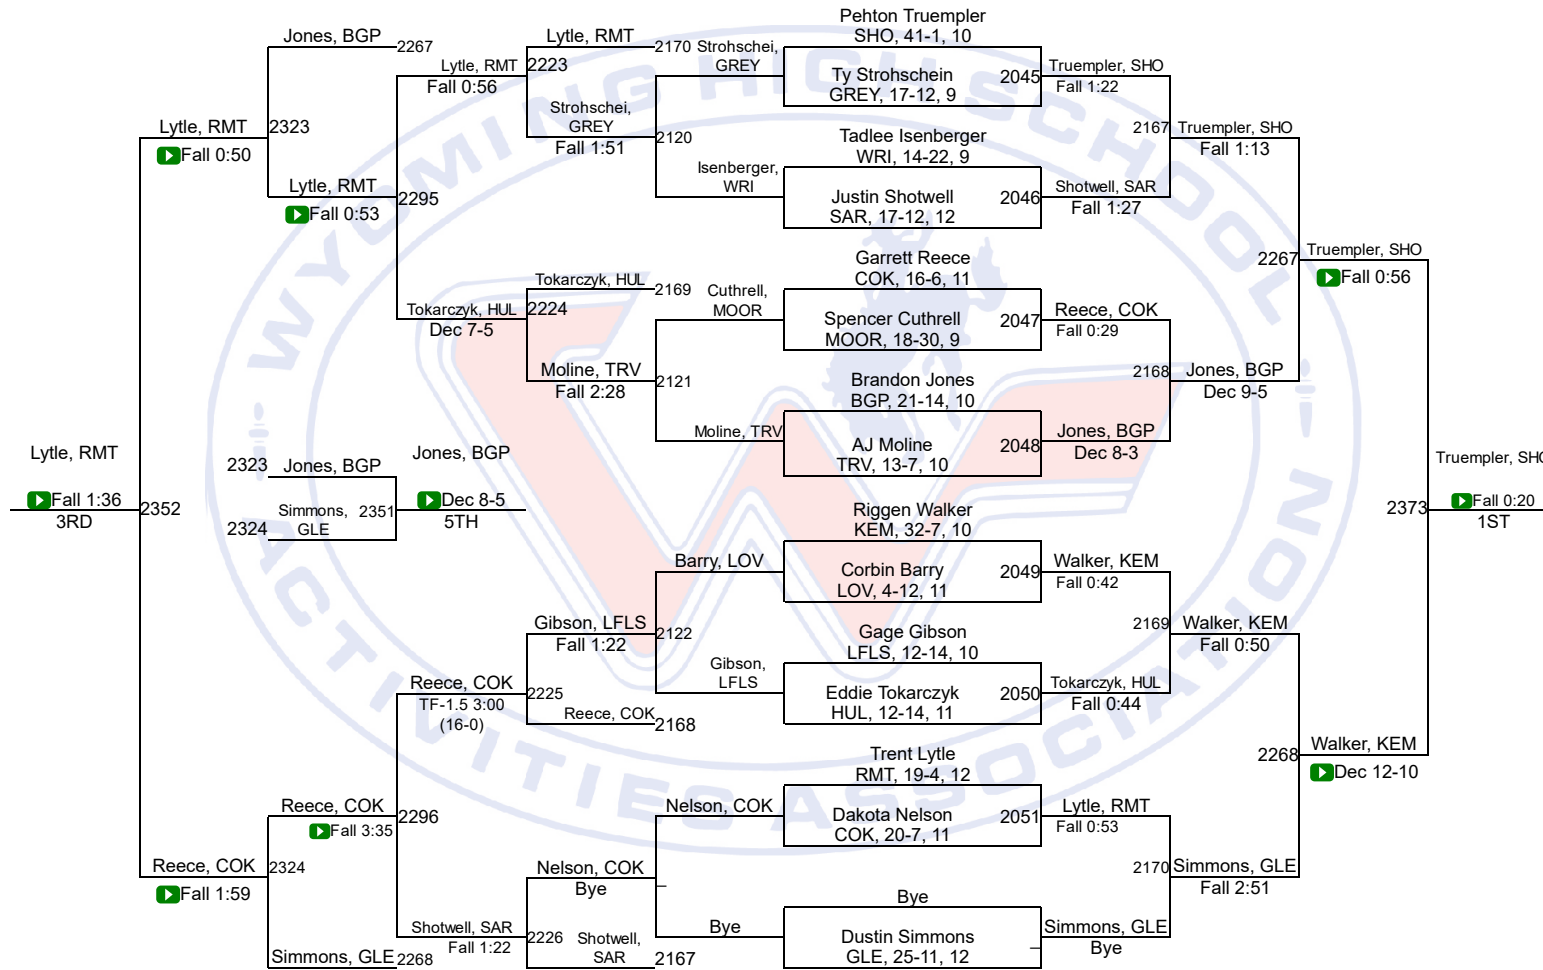 WYOMING HIGH SCHOOL
ACTIVITIES ASSOCIATION
Lytle, RMT
Fall 1:36
3RD
2352
Lytle, RMT
Fall 0:50
2323
Jones, BGP
2267
Lytle, RMT
Fall 0:53
2295
Lytle, RMT
Fall 0:56
2223
Lytle, RMT
2170
Strohschei,
GREY
Fall 1:51
2120
Strohschei,
GREY
Isenberger,
WRI
Tokarczyk, HUL
Dec 7-5
2224
Tokarczyk, HUL
2169
Moline, TRV
Fall 2:28
2121
Cuthrell,
MOOR
Moline, TRV
2323
Jones, BGP
2324
Simmons,
GLE
2351
Jones, BGP
Dec 8-5
5TH
Reece, COK
Fall 1:59
2324
Reece, COK
Fall 3:35
2296
Simmons, GLE
2268
Reece, COK
TF-1.5 3:00
(16-0)
2225
Gibson, LFLS
Fall 1:22
2122
Reece, COK
2168
Barry, LOV
Gibson,
LFLS
Shotwell, SAR
Fall 1:22
2226
Nelson, COK
Bye
–
Shotwell,
SAR
2167
Nelson, COK
Bye
Pehton Truempler
SHO, 41-1, 10
Ty Strohschein
GREY, 17-12, 9
2045
Tadlee Isenberger
WRI, 14-22, 9
Justin Shotwell
SAR, 17-12, 12
2046
Garrett Reece
COK, 16-6, 11
Spencer Cuthrell
MOOR, 18-30, 9
2047
Brandon Jones
BGP, 21-14, 10
AJ Moline
TRV, 13-7, 10
2048
Riggen Walker
KEM, 32-7, 10
Corbin Barry
LOV, 4-12, 11
2049
Gage Gibson
LFLS, 12-14, 10
Eddie Tokarczyk
HUL, 12-14, 11
2050
Trent Lytle
RMT, 19-4, 12
Dakota Nelson
COK, 20-7, 11
2051
Bye
Dustin Simmons
GLE, 25-11, 12
–
Truempler, SHO
Fall 1:22
2167
Shotwell, SAR
Fall 1:27
Reece, COK
Fall 0:29
2168
Jones, BGP
Dec 8-3
Walker, KEM
Fall 0:42
2169
Tokarczyk, HUL
Fall 0:44
Lytle, RMT
Fall 0:53
2170
Simmons, GLE
Bye
Truempler, SHO
Fall 1:13
2267
Jones, BGP
Dec 9-5
Walker, KEM
Fall 0:50
2268
Simmons, GLE
Fall 2:51
Truempler, SHO
Fall 0:56
2373
Walker, KEM
Dec 12-10
Truempler, SHO
Fall 0:20
1ST